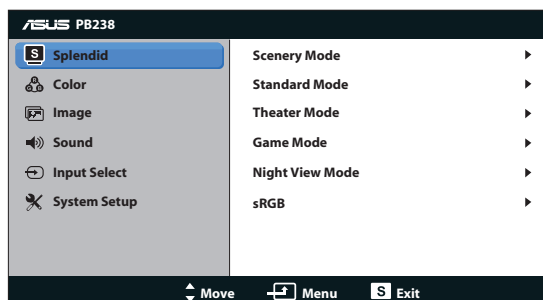 ASUS PB238
S Splendid
Color
Image
Sound
Input Select
System Setup
Scenery Mode
Standard Mode
Theater Mode
Game Mode
Night View Mode
sRGB
Move Menu S Exit